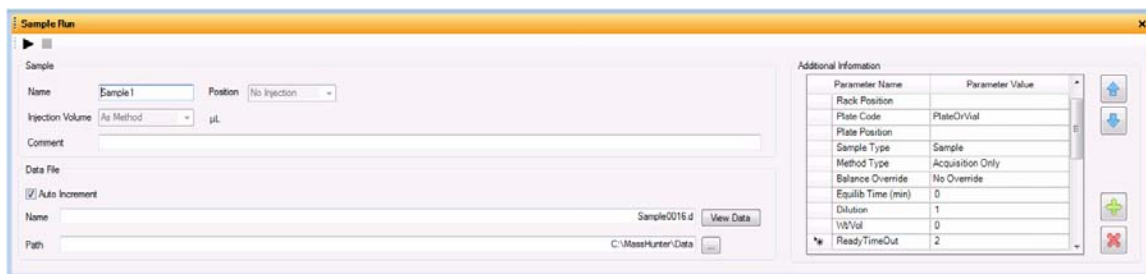 Sample Run
Sample
Name Sample1 Position No Injection
Injection Volume As Method µL
Comment
Data File
Auto Increment
Name Sample0016.d View Data
Path C:\MassHunter\Data ...
Additional Information
Parameter Name Parameter Value
Rack Position
Plate Code PlateOrVial
Plate Position
Sample Type Sample
Method Type Acquisition Only
Balance Override No Override
Equilib Time (min) 0
Dilution 1
Wt/Vol 0
ReadyTimeOut 2